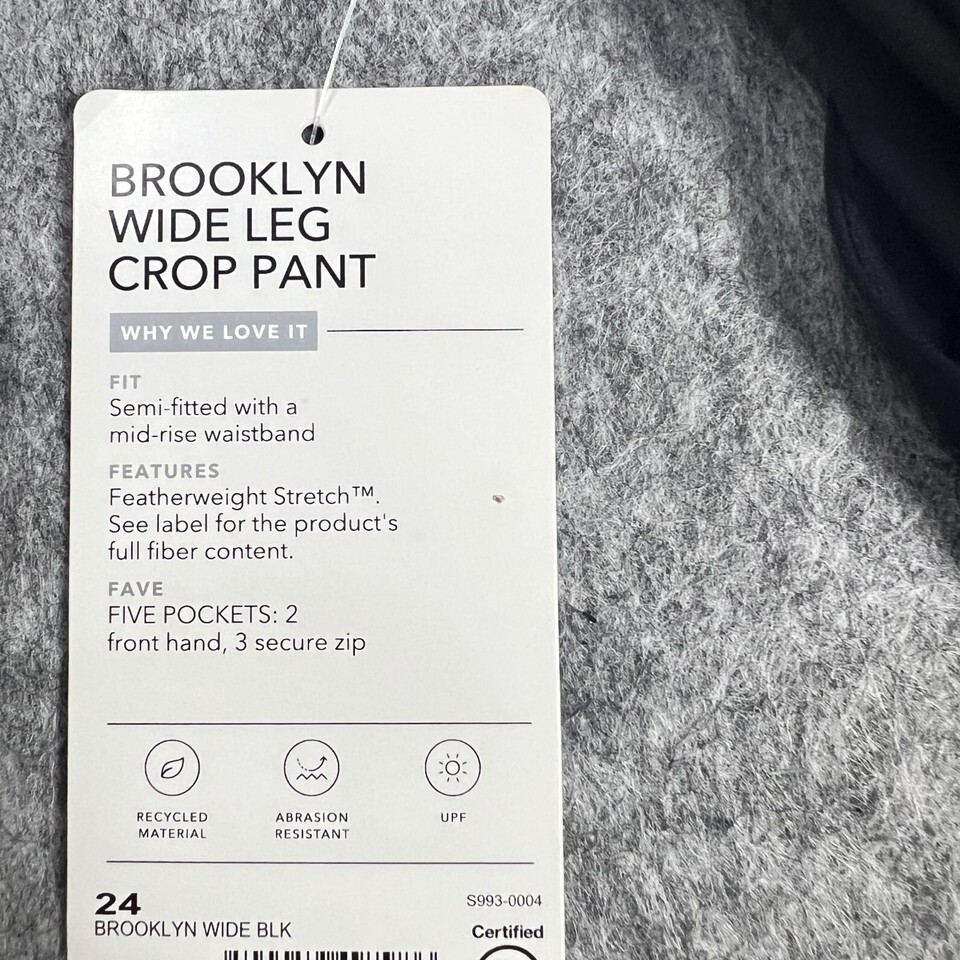 BROOKLYN
WIDE LEG
CROP PANT
WHY WE LOVE IT
FIT
Semi-fitted with a
mid-rise waistband
FEATURES
Featherweight Stretch™.
See label for the product's
full fiber content.
FAVE
FIVE POCKETS: 2
front hand, 3 secure zip
RECYCLED
MATERIAL
ABRASION
RESISTANT
UPF
24
S993-0004
BROOKLYN WIDE BLK
Certified